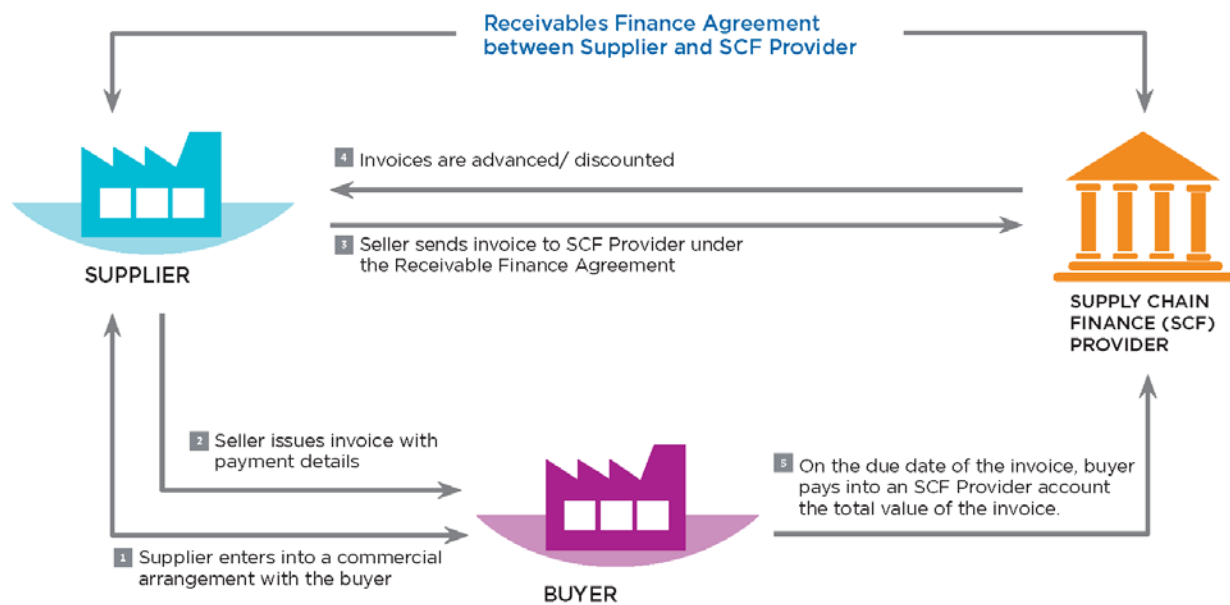 Receivables Finance Agreement
between Supplier and SCF Provider
4 Invoices are advanced/ discounted
3 Seller sends invoice to SCF Provider under
the Receivable Finance Agreement
SUPPLIER
SUPPLY CHAIN
FINANCE (SCF)
PROVIDER
2 Seller issues invoice with
payment details
5 On the due date of the invoice, buyer
pays into an SCF Provider account
the total value of the invoice.
1 Supplier enters into a commercial
arrangement with the buyer
BUYER